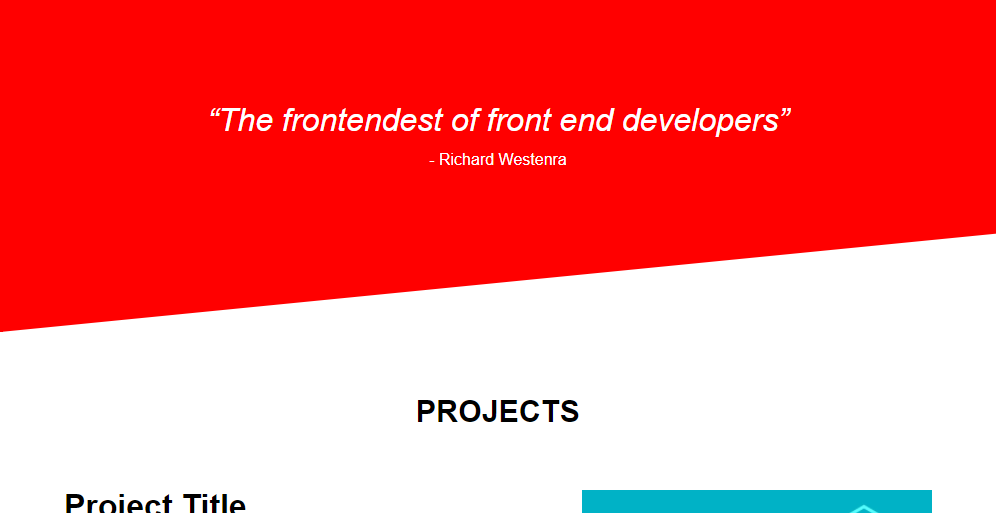 “The frontendest of front end developers”
- Richard Westenra
PROJECTS
Project Title